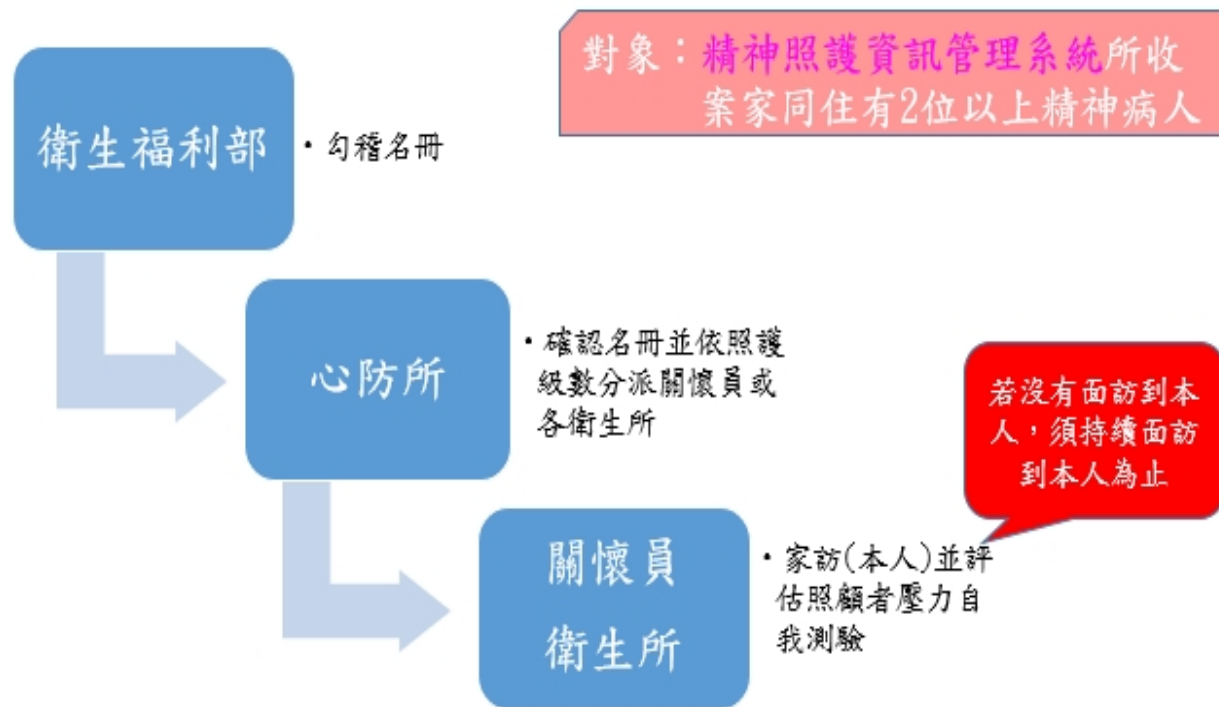 對象：精神照護資訊管理系統所收
案家同住有2位以上精神病人
衛生福利部
•勾稽名冊
心防所
•確認名冊並依照護
級數分派關懷員或
各衛生所
若沒有面訪到本
人，須持續面訪
到本人為止
關懷員
衛生所
•家訪(本人)並評
估照顧者壓力自
我測驗